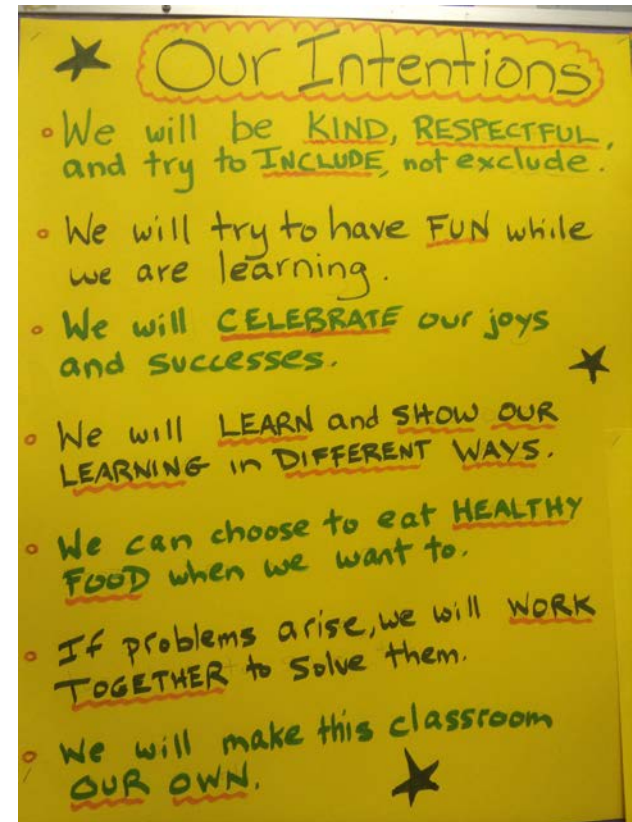 Our Intentions
We will be KIND, RESPECTFUL,
and try to INCLUDE, not exclude.
We will try to have FUN while
we are learning.
We will CELEBRATE our joys
and successes.
We will LEARN and SHOW OUR
LEARNING in DIFFERENT WAYS.
We can choose to eat HEALTHY
FOOD when we want to.
If problems arise, we will WORK
TOGETHER to solve them.
We will make this classroom
OUR OWN.